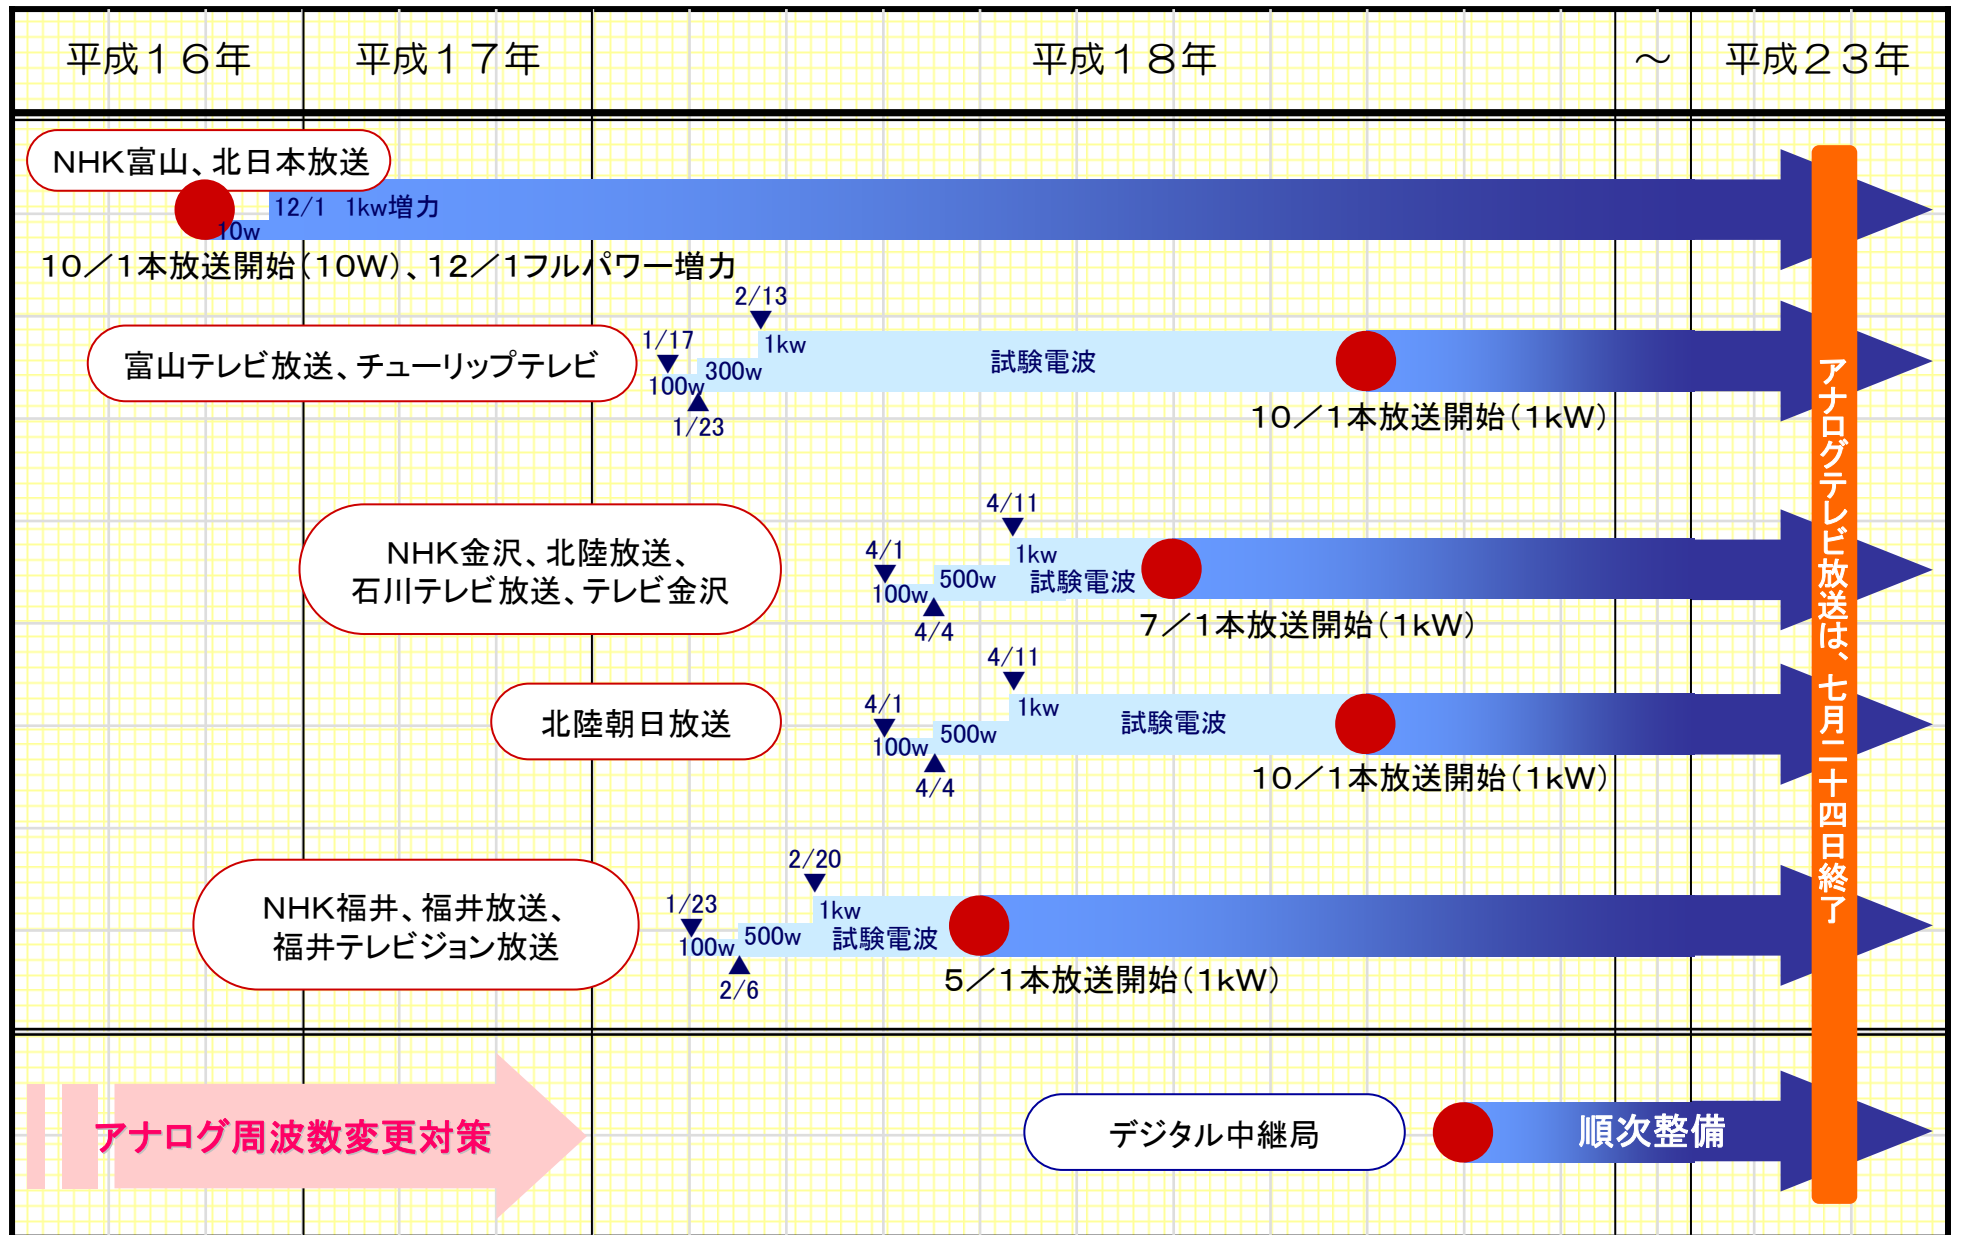 平成１６年
平成１７年
平成１８年
～
平成２３年
NHK富山、北日本放送
12/1 1kw増力
10w
１０／１本放送開始（１０W）、１２／１フルパワー増力
2/13
1/17
1kw
300w
100w
試験電波
1/23
富山テレビ放送、チューリップテレビ
１０／１本放送開始（１kW）
4/11
4/1
1kw
500w
100w
試験電波
4/4
NHK金沢、北陸放送、
石川テレビ放送、テレビ金沢
７／１本放送開始（１kW）
4/11
4/1
1kw
500w
100w
試験電波
4/4
北陸朝日放送
１０／１本放送開始（１kW）
2/20
1/23
1kw
500w
100w
試験電波
2/6
NHK福井、福井放送、
福井テレビジョン放送
５／１本放送開始（１kW）
アナログテレビ放送は、七月二十四日終了
アナログ周波数変更対策
デジタル中継局
順次整備